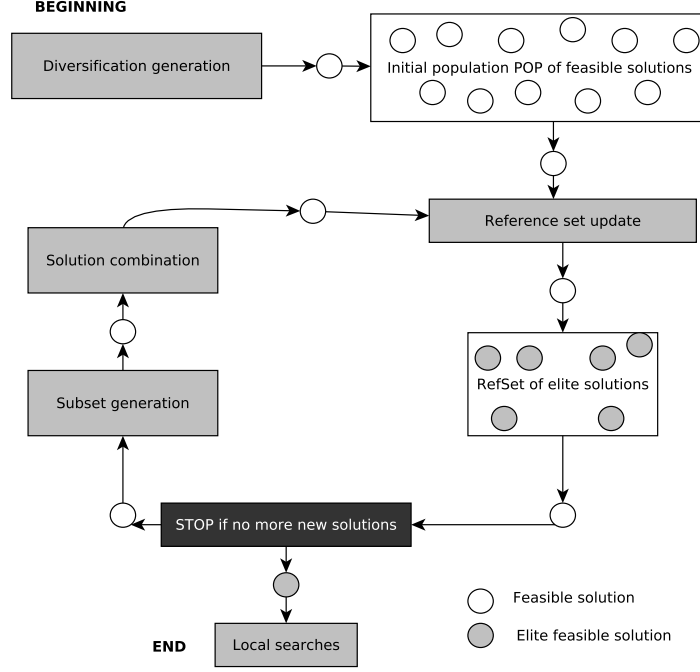 BEGINNING
Diversification generation
Initial population POP of feasible solutions
Reference set update
Solution combination
RefSet of elite solutions
Subset generation
STOP if no more new solutions
Feasible solution
Elite feasible solution
END
Local searches